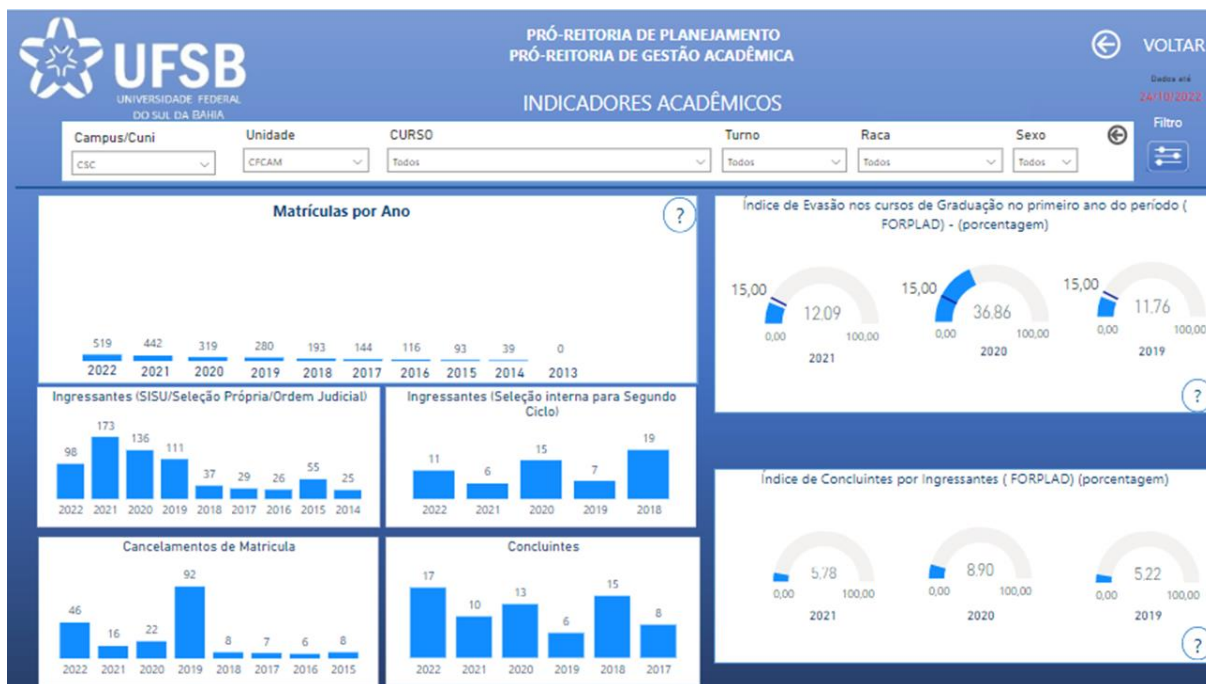 UFSB
UNIVERSIDADE FEDERAL
DO SUL DA BAHIA
PRÓ-REITORIA DE PLANEJAMENTO
PRÓ-REITORIA DE GESTÃO ACADÊMICA
INDICADORES ACADÊMICOS
VOLTAR
Dados até
24/10/2022
Filtro
Campus/Cuni Unidade CURSO Turno Raca Sexo
CSC CFCAM Todos Todos Todos Todos
Matrículas por Ano
?
519 442 319 280 193 144 116 93 39 0
2022 2021 2020 2019 2018 2017 2016 2015 2014 2013
Índice de Evasão nos cursos de Graduação no primeiro ano do período (
FORPLAD) - (porcentagem)
15,00 12.09 0,00 100,00
2021
15,00 36.86 0,00 100,00
2020
15,00 11.76 0,00 100,00
2019
?
Ingressantes (SISU/Seleção Própria/Ordem Judicial)
98 173 136 111 37 29 26 55 25
2022 2021 2020 2019 2018 2017 2016 2015 2014
Ingressantes (Seleção interna para Segundo
Ciclo)
11 6 15 7 19
2022 2021 2020 2019 2018
Índice de Concluintes por Ingressantes ( FORPLAD) (porcentagem)
5.78 0,00 100,00
2021
8.90 0,00 100,00
2020
5.22 0,00 100,00
2019
?
Cancelamentos de Matricula
46 16 22 92 8 7 6 8
2022 2021 2020 2019 2018 2017 2016 2015
Concluintes
17 10 13 6 15 8
2022 2021 2020 2019 2018 2017